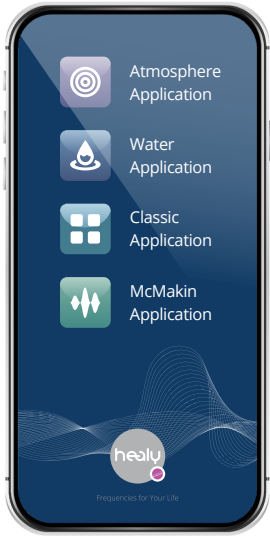 Atmosphere
Application
Water
Application
Classic
Application
McMakin
Application
healy
Frequencies for Your Life